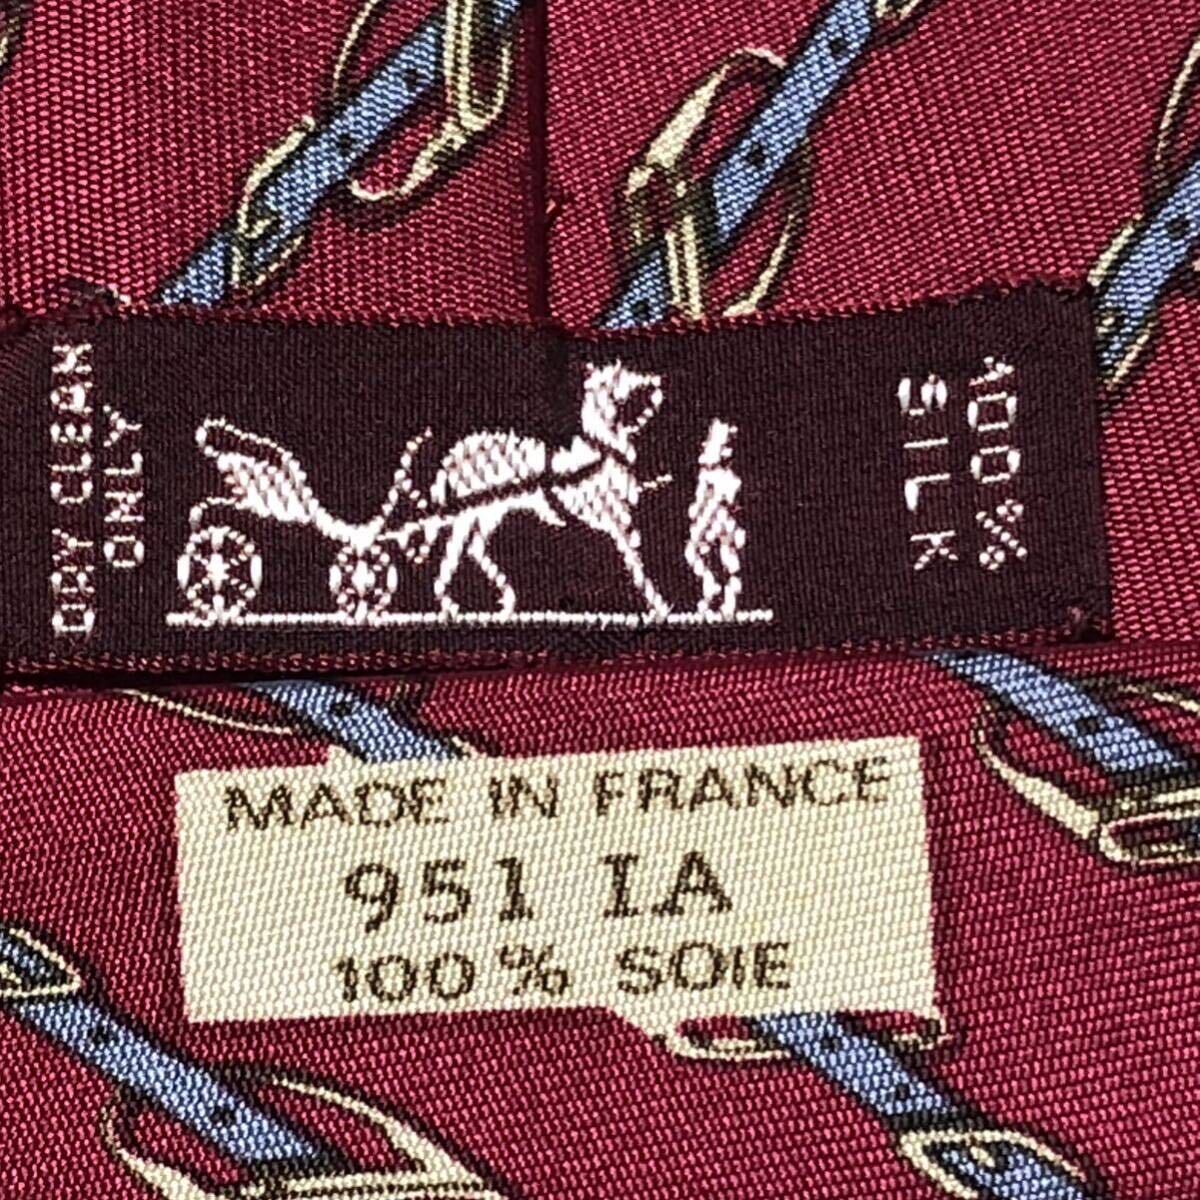 DRY CLEAN
ONLY
100%
SILK
MADE IN FRANCE
951 IA
100% SOIE